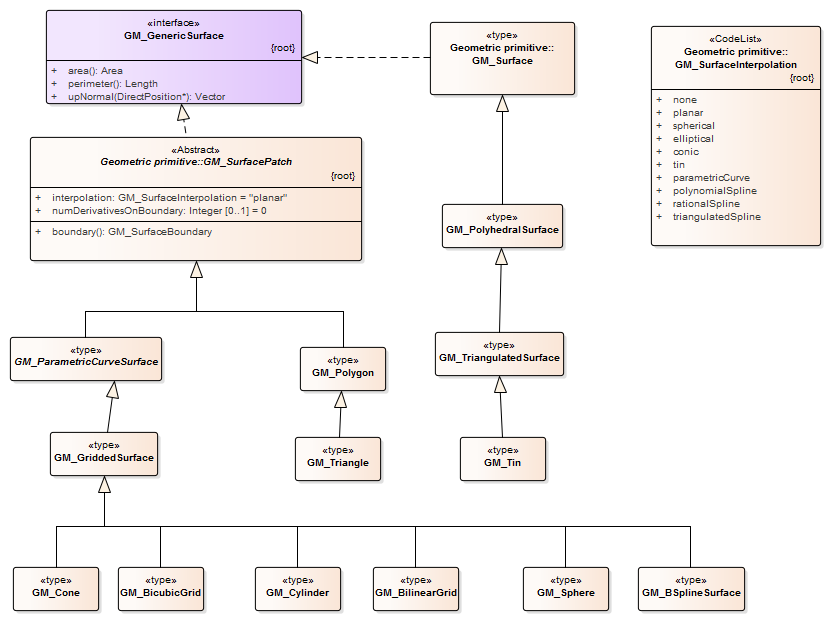 «interface»
GM_GenericSurface
{root}
+ area(): Area
+ perimeter(): Length
+ upNormal(DirectPosition*): Vector
«type»
Geometric primitive::
GM_Surface
«CodeList»
Geometric primitive::
GM_SurfaceInterpolation
{root}
+ none
+ planar
+ spherical
+ elliptical
+ conic
+ tin
+ parametricCurve
+ polynomialSpline
+ rationalSpline
+ triangulatedSpline
«Abstract»
Geometric primitive::GM_SurfacePatch
{root}
+ interpolation: GM_SurfaceInterpolation = "planar"
+ numDerivativesOnBoundary: Integer [0..1] = 0
+ boundary(): GM_SurfaceBoundary
«type»
GM_PolyhedralSurface
«type»
GM_ParametricCurveSurface
«type»
GM_Polygon
«type»
GM_TriangulatedSurface
«type»
GM_GriddedSurface
«type»
GM_Triangle
«type»
GM_Tin
«type»
GM_Cone
«type»
GM_BicubicGrid
«type»
GM_Cylinder
«type»
GM_BilinearGrid
«type»
GM_Sphere
«type»
GM_BSplineSurface